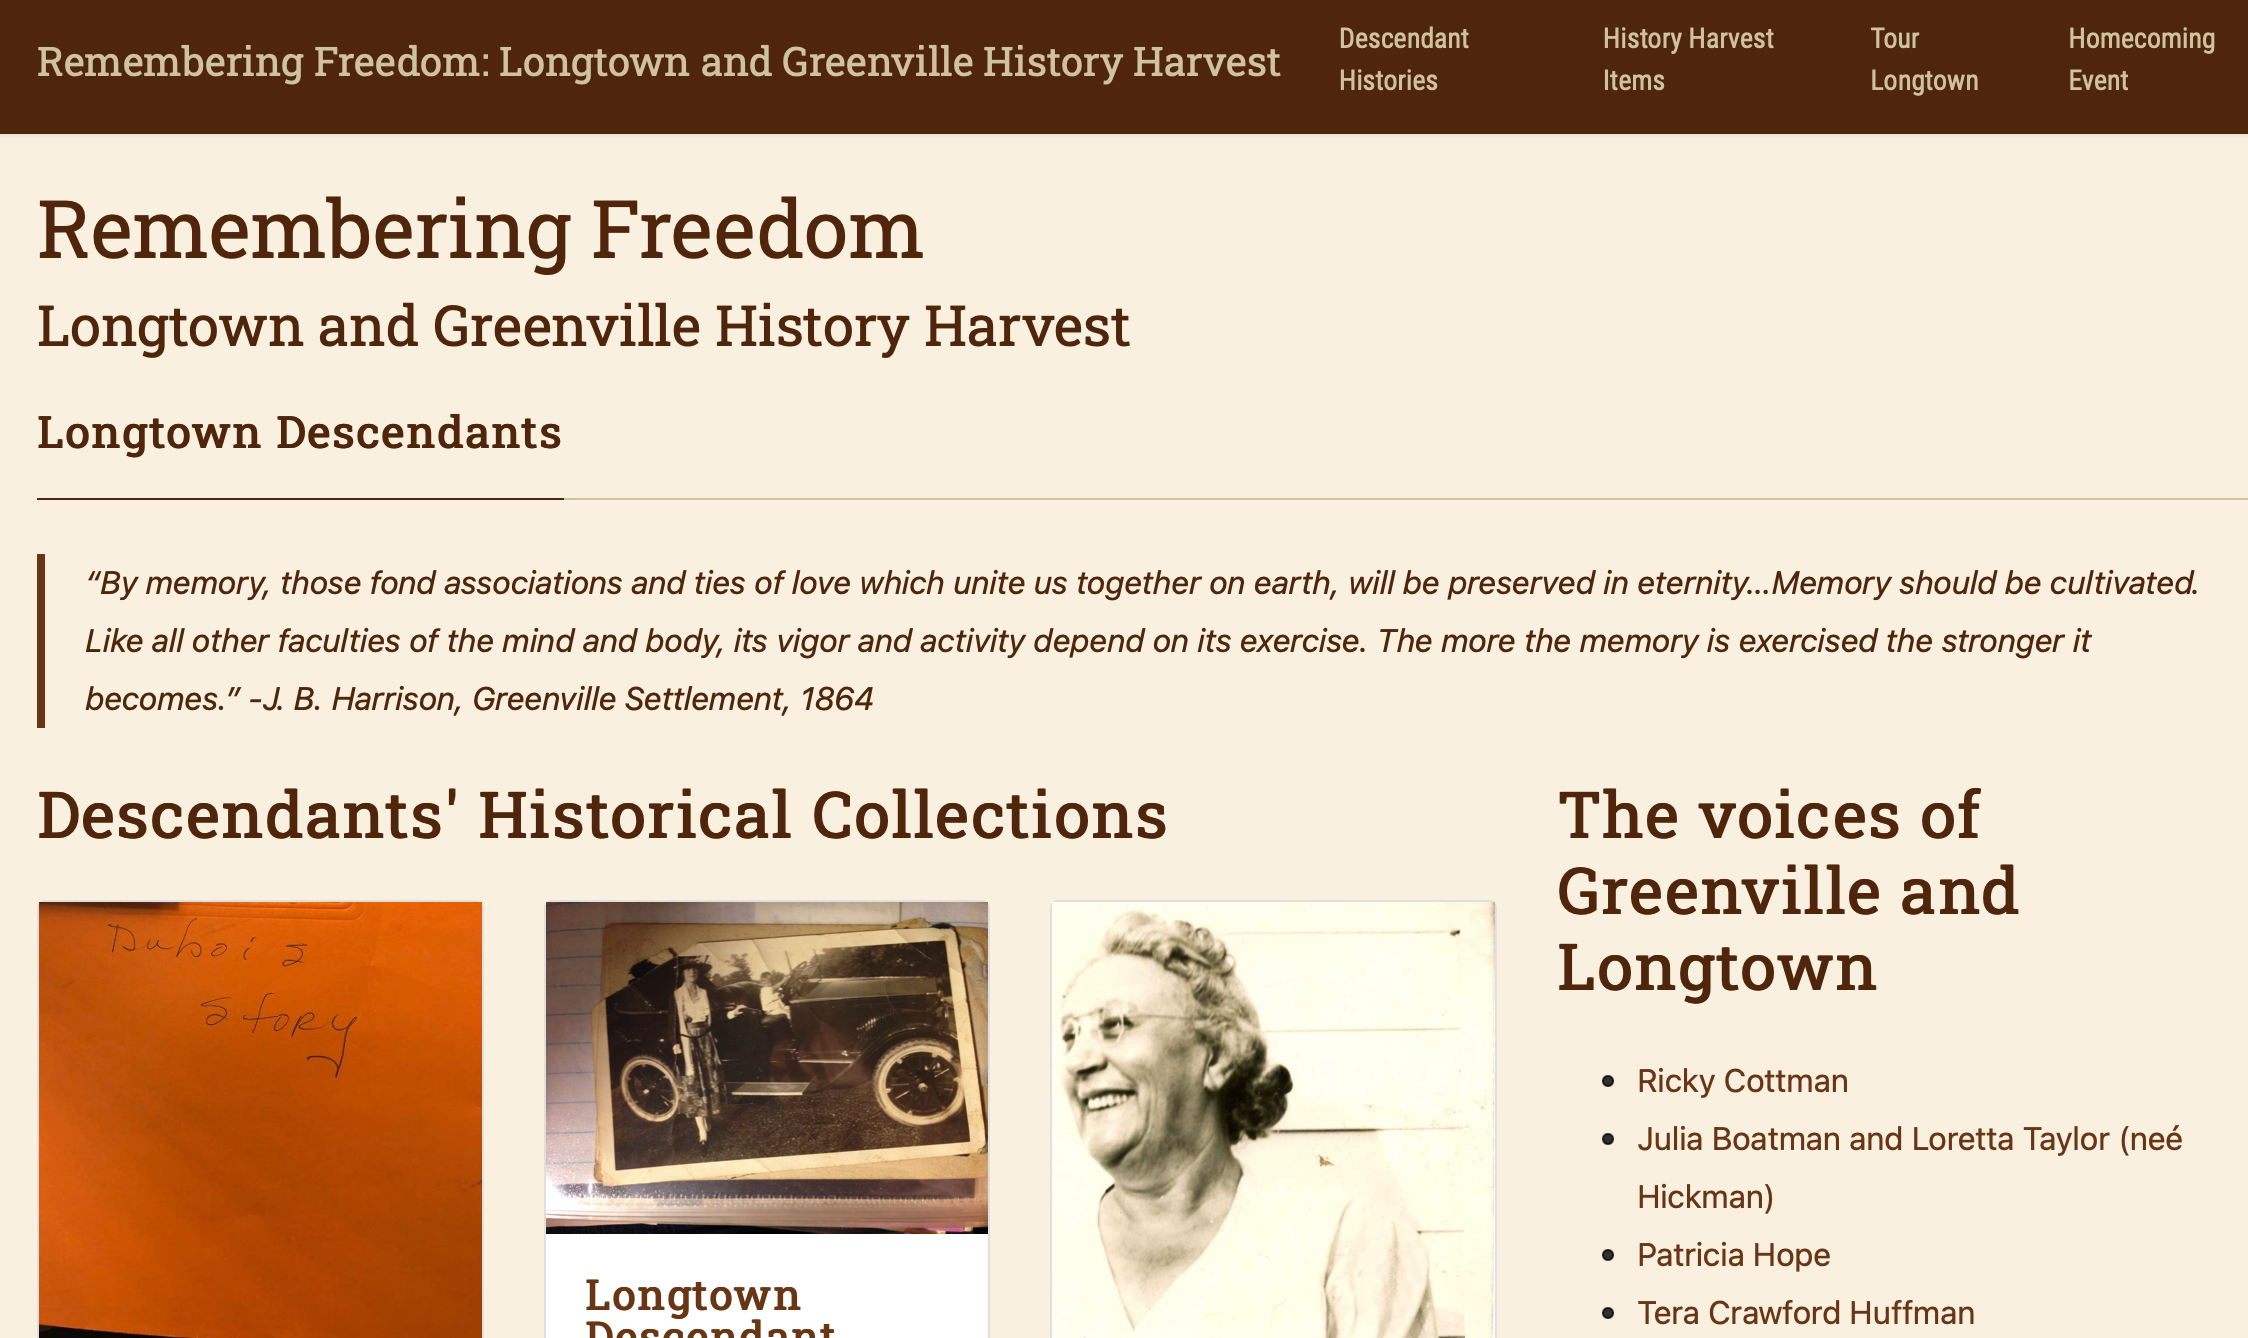 Remembering Freedom: Longtown and Greenville History Harvest
Descendant
Histories
History Harvest
Items
Tour
Longtown
Homecoming
Event
Remembering Freedom
Longtown and Greenville History Harvest
Longtown Descendants
“By memory, those fond associations and ties of love which unite us together on earth, will be preserved in eternity...Memory should be cultivated.
Like all other faculties of the mind and body, its vigor and activity depend on its exercise. The more the memory is exercised the stronger it
becomes.” -J. B. Harrison, Greenville Settlement, 1864
Descendants' Historical Collections
Dubois
Story
Longtown
Descendant
The voices of
Greenville and
Longtown
Ricky Cottman
Julia Boatman and Loretta Taylor (neé
Hickman)
Patricia Hope
Tera Crawford Huffman